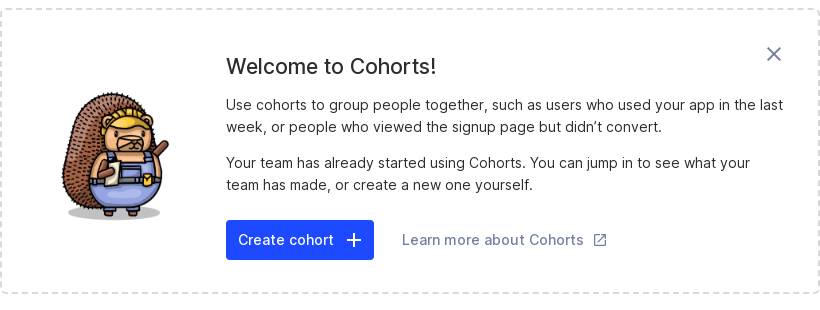 Welcome to Cohorts!
Use cohorts to group people together, such as users who used your app in the last
week, or people who viewed the signup page but didn’t convert.
Your team has already started using Cohorts. You can jump in to see what your
team has made, or create a new one yourself.
Create cohort
Learn more about Cohorts